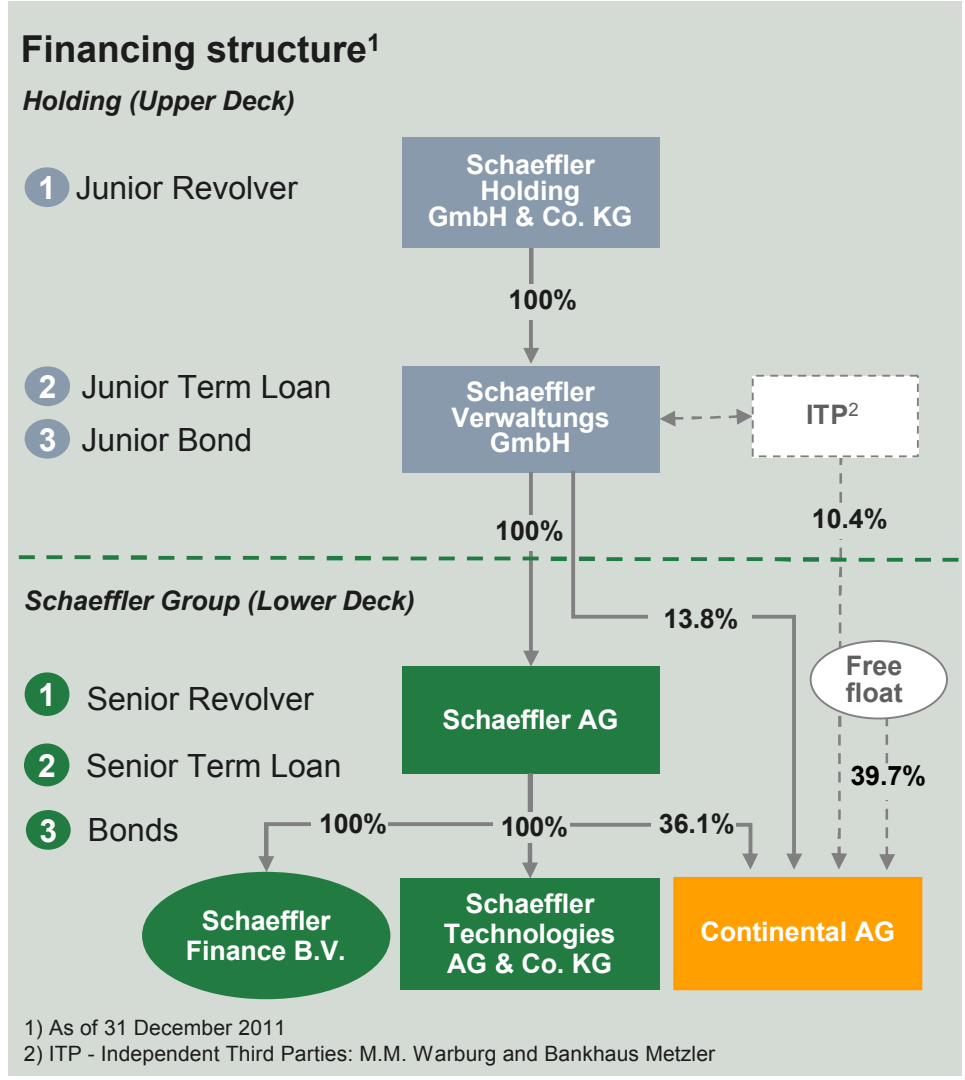 Financing structure1
Holding (Upper Deck)
1 Junior Revolver
Schaeffler
Holding
GmbH & Co. KG
100%
2 Junior Term Loan
3 Junior Bond
Schaeffler
Verwaltungs
GmbH
ITP2
100%
10.4%
Schaeffler Group (Lower Deck)
13.8%
Free
float
1 Senior Revolver
2 Senior Term Loan
3 Bonds
Schaeffler AG
39.7%
100%
100%
36.1%
Schaeffler
Finance B.V.
Schaeffler
Technologies
AG & Co. KG
Continental AG
1) As of 31 December 2011
2) ITP - Independent Third Parties: M.M. Warburg and Bankhaus Metzler